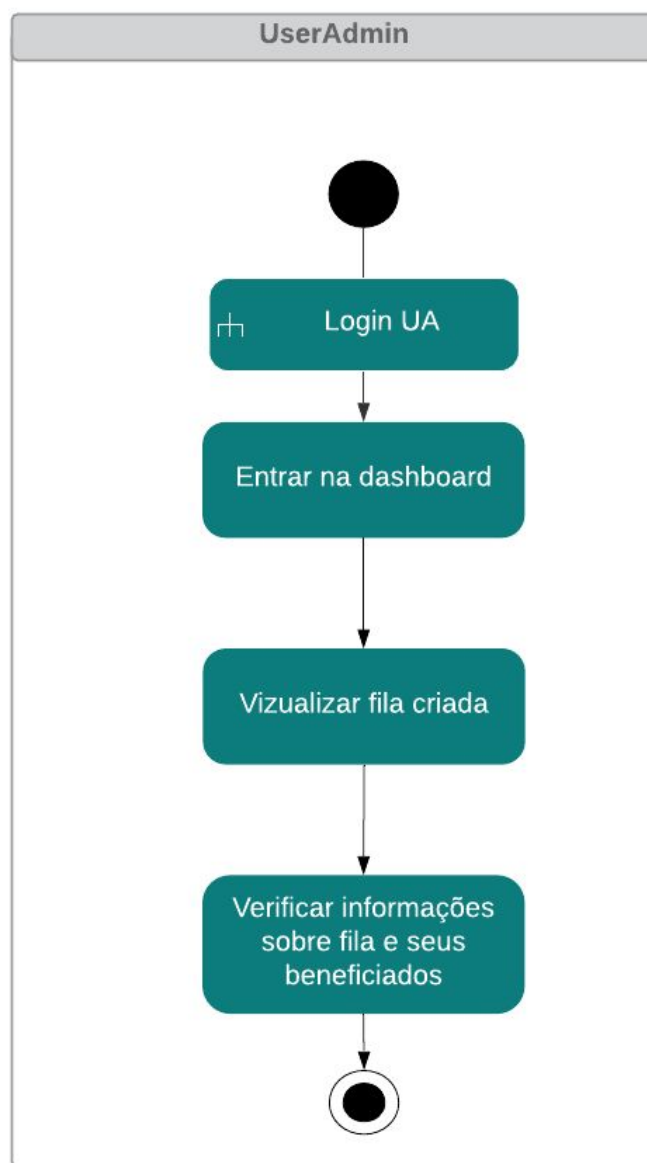 UserAdmin
Login UA
Entrar na dashboard
Vizualizar fila criada
Verificar informações
sobre fila e seus
beneficiados